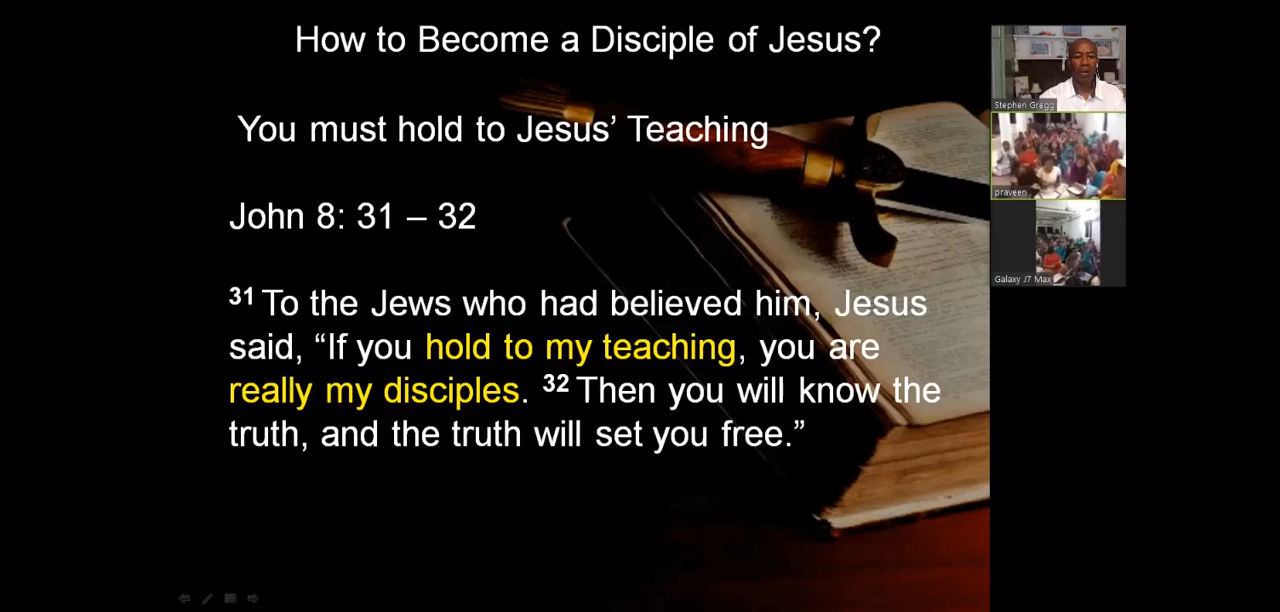 How to Become a Disciple of Jesus?
You must hold to Jesus’ Teaching
John 8: 31 – 32
31 To the Jews who had believed him, Jesus
said, “If you hold to my teaching, you are
really my disciples. 32 Then you will know the
truth, and the truth will set you free.”
Stephen Gregg
praveen
Galaxy J7 Max